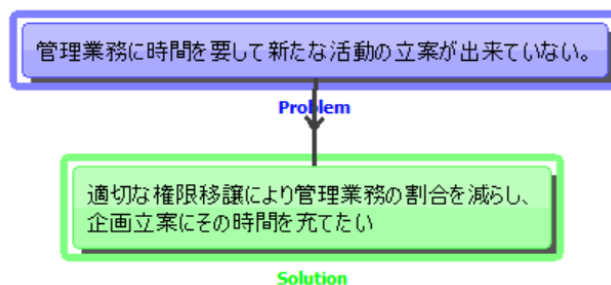 管理業務に時間を要して新たな活動の立案が出来ていない。
Problem
適切な権限移譲により管理業務の割合を減らし、
企画立案にその時間を充てたい
Solution